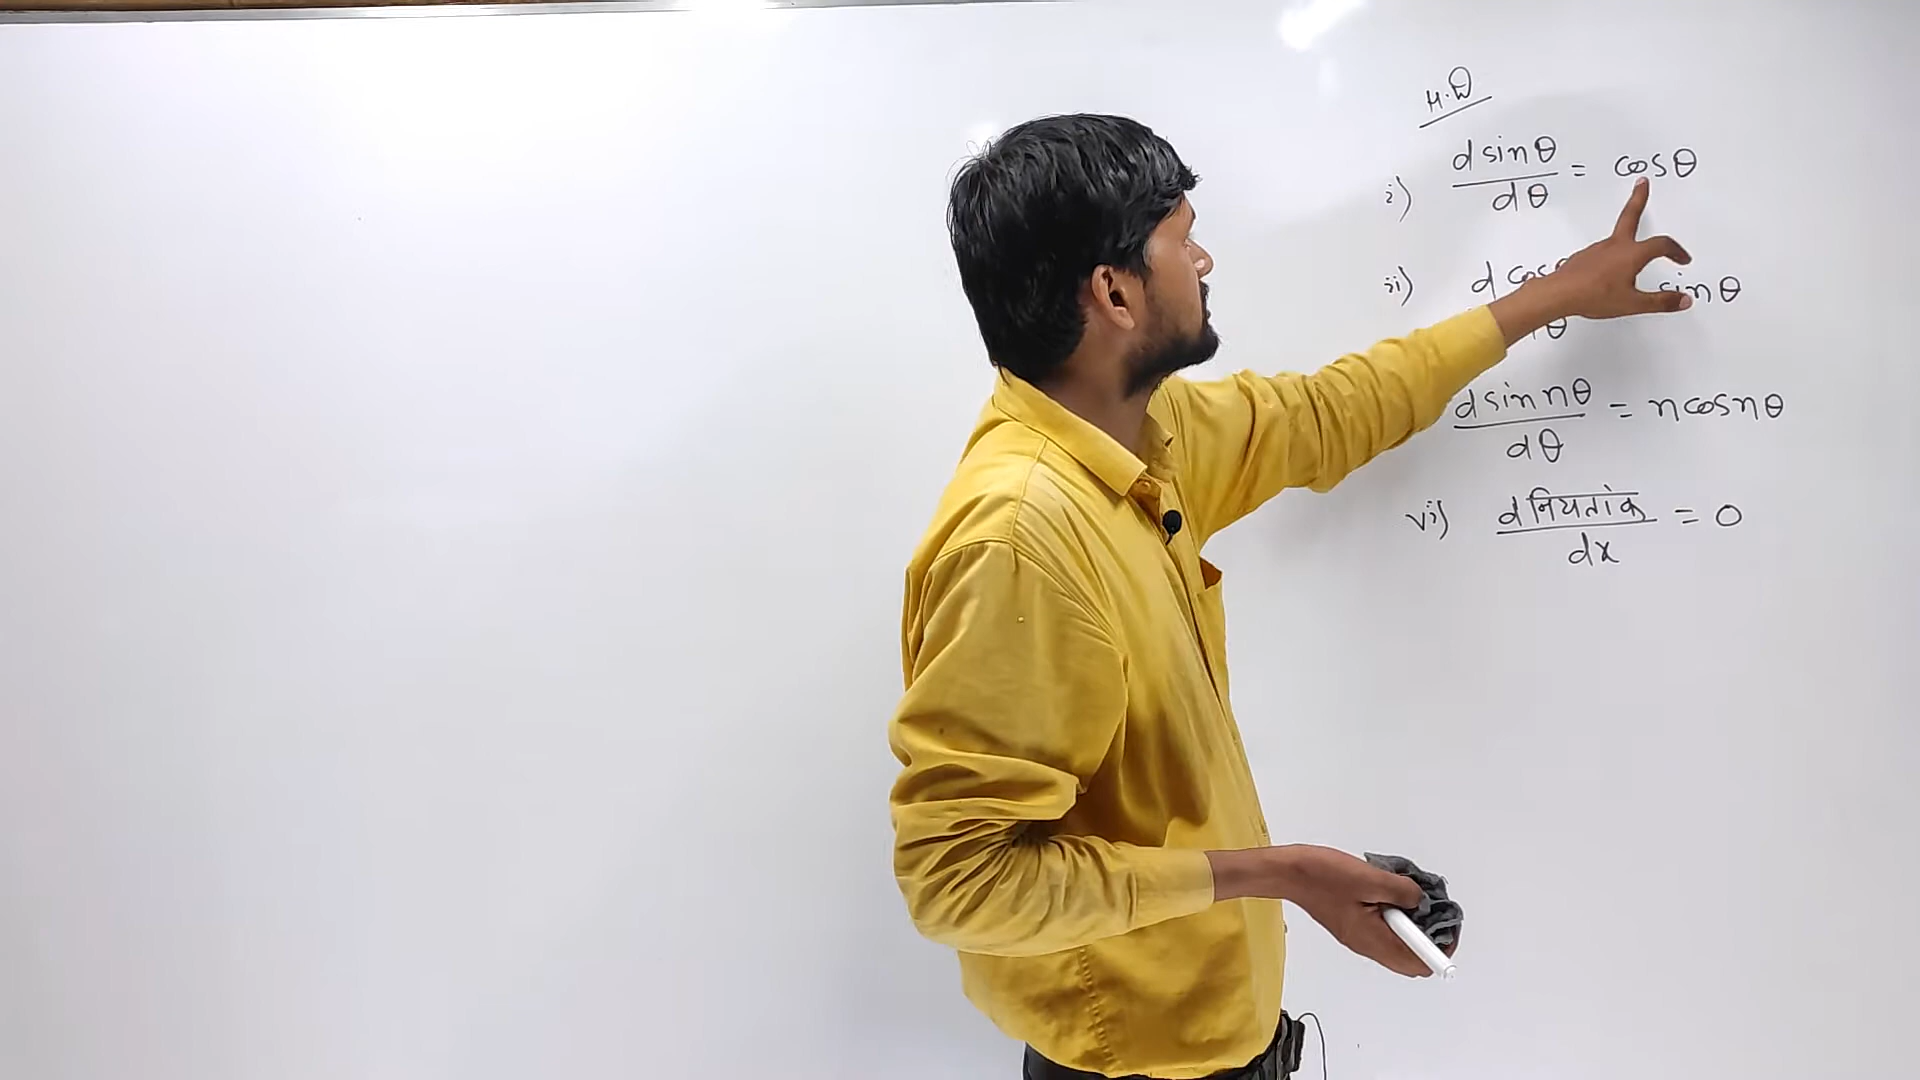 i) d sinθ / dθ = cosθ
ii) d cos sinθ
θ
d sin nθ / dθ = n cos nθ
vi) d नियतांक / dx = 0